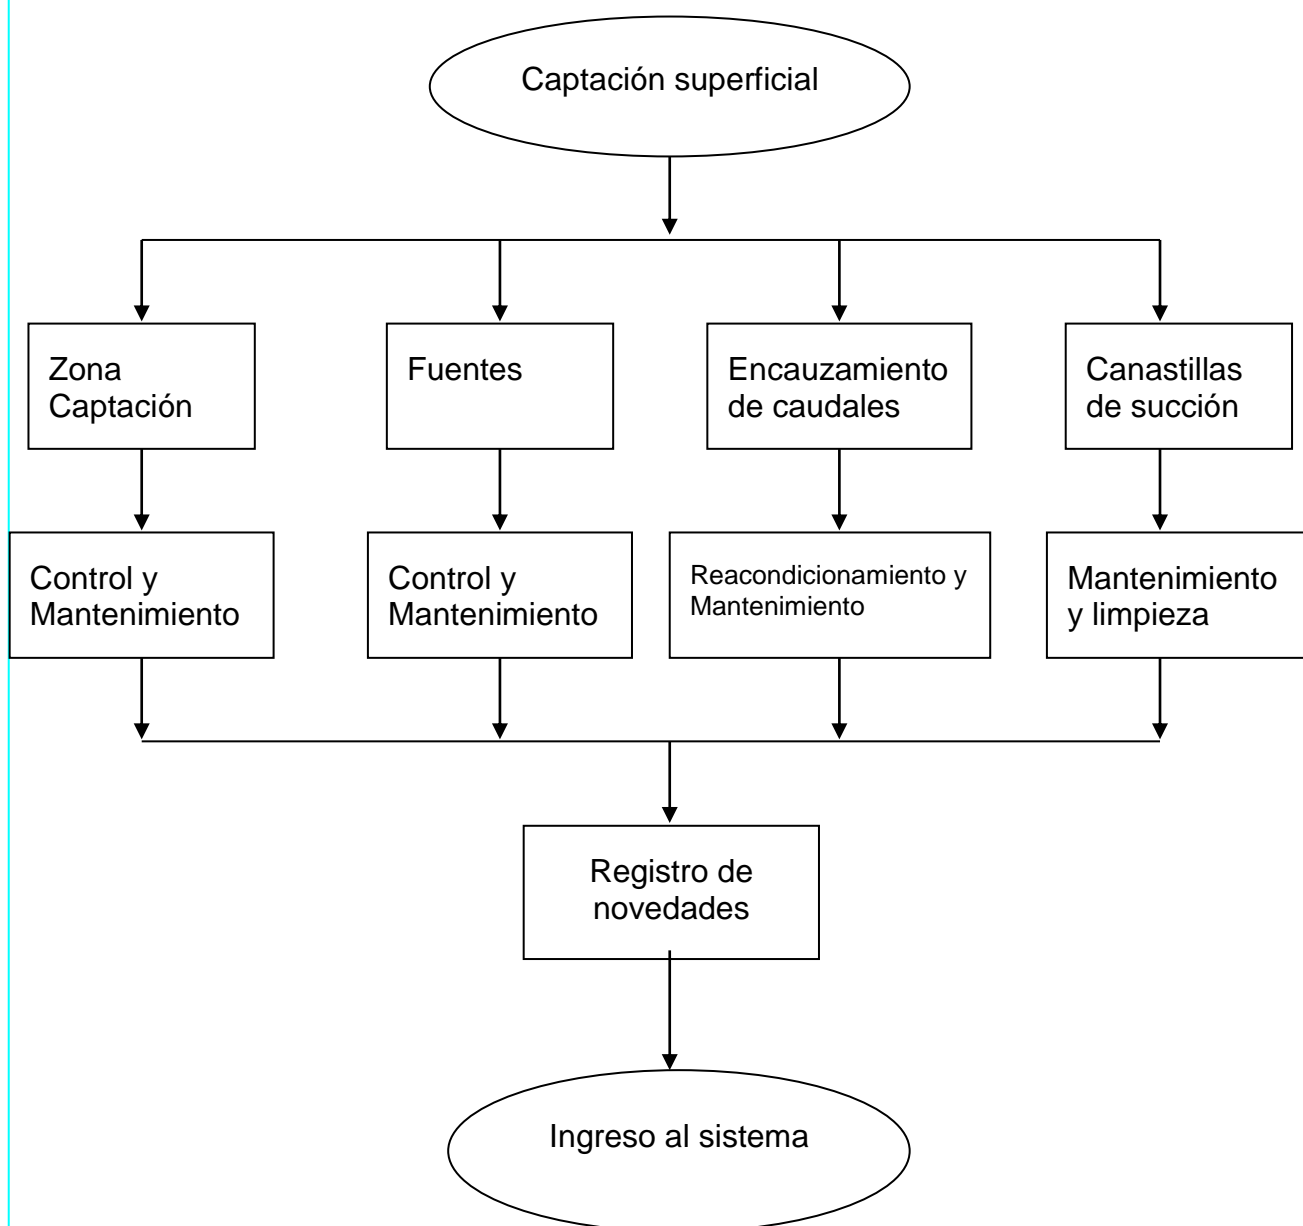 Captación superficial
Zona
Captación
Fuentes
Encauzamiento
de caudales
Canastillas
de succión
Control y
Mantenimiento
Control y
Mantenimiento
Reacondicionamiento y
Mantenimiento
Mantenimiento
y limpieza
Registro de
novedades
Ingreso al sistema